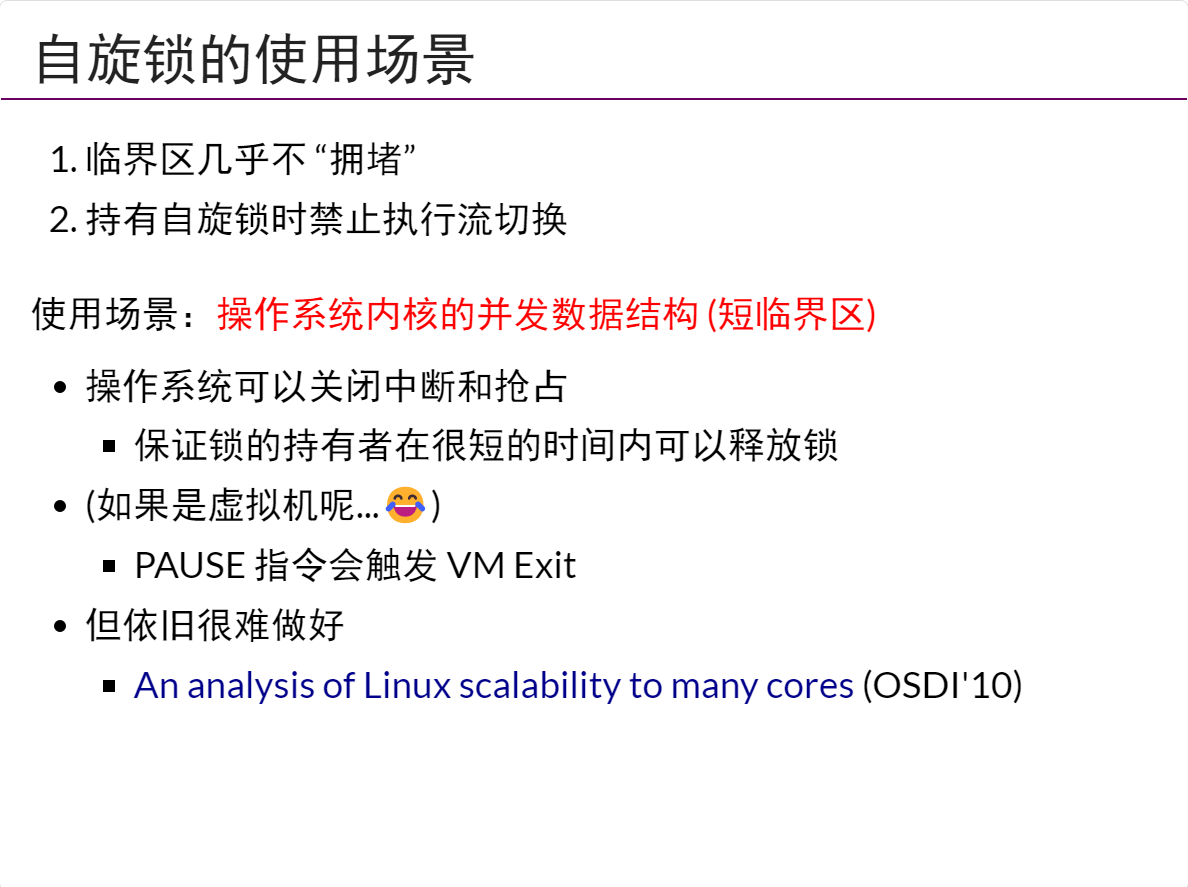 自旋锁的使用场景
1. 临界区几乎不 “拥堵”
2. 持有自旋锁时禁止执行流切换
使用场景：操作系统内核的并发数据结构 (短临界区)
• 操作系统可以关闭中断和抢占
▪ 保证锁的持有者在很短的时间内可以释放锁
• (如果是虚拟机呢...😂)
▪ PAUSE 指令会触发 VM Exit
• 但依旧很难做好
▪ An analysis of Linux scalability to many cores (OSDI'10)